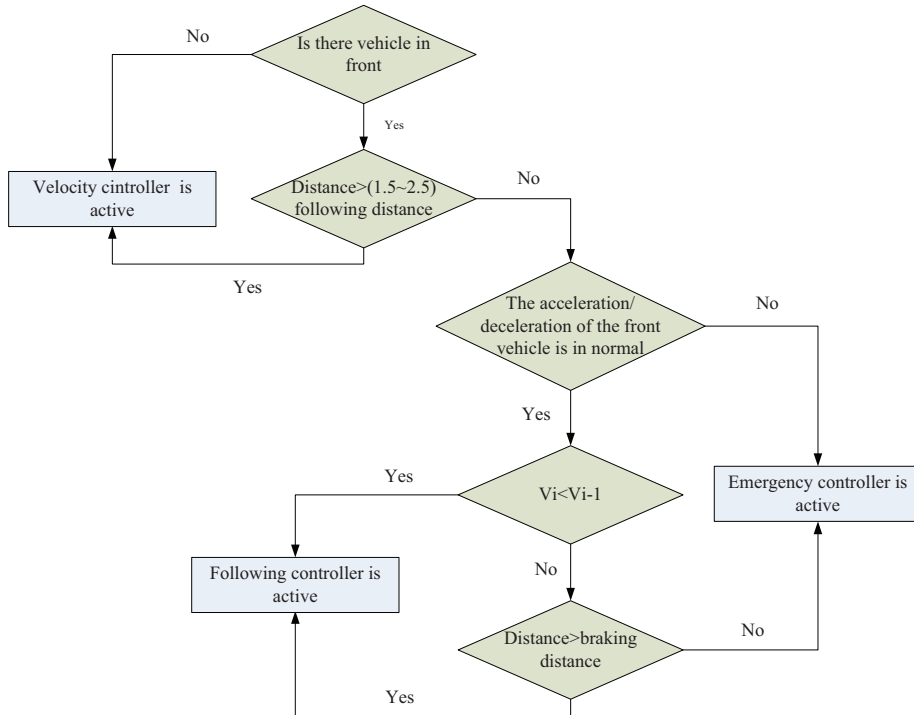 No
Is there vehicle in
front
Yes
Velocity cintroller is
active
Distance>(1.5~2.5)
following distance
No
Yes
The acceleration/
deceleration of the front
vehicle is in normal
No
Yes
Yes
Vi<Vi-1
Emergency controller is
active
Following controller is
active
No
Distance>braking
distance
No
Yes